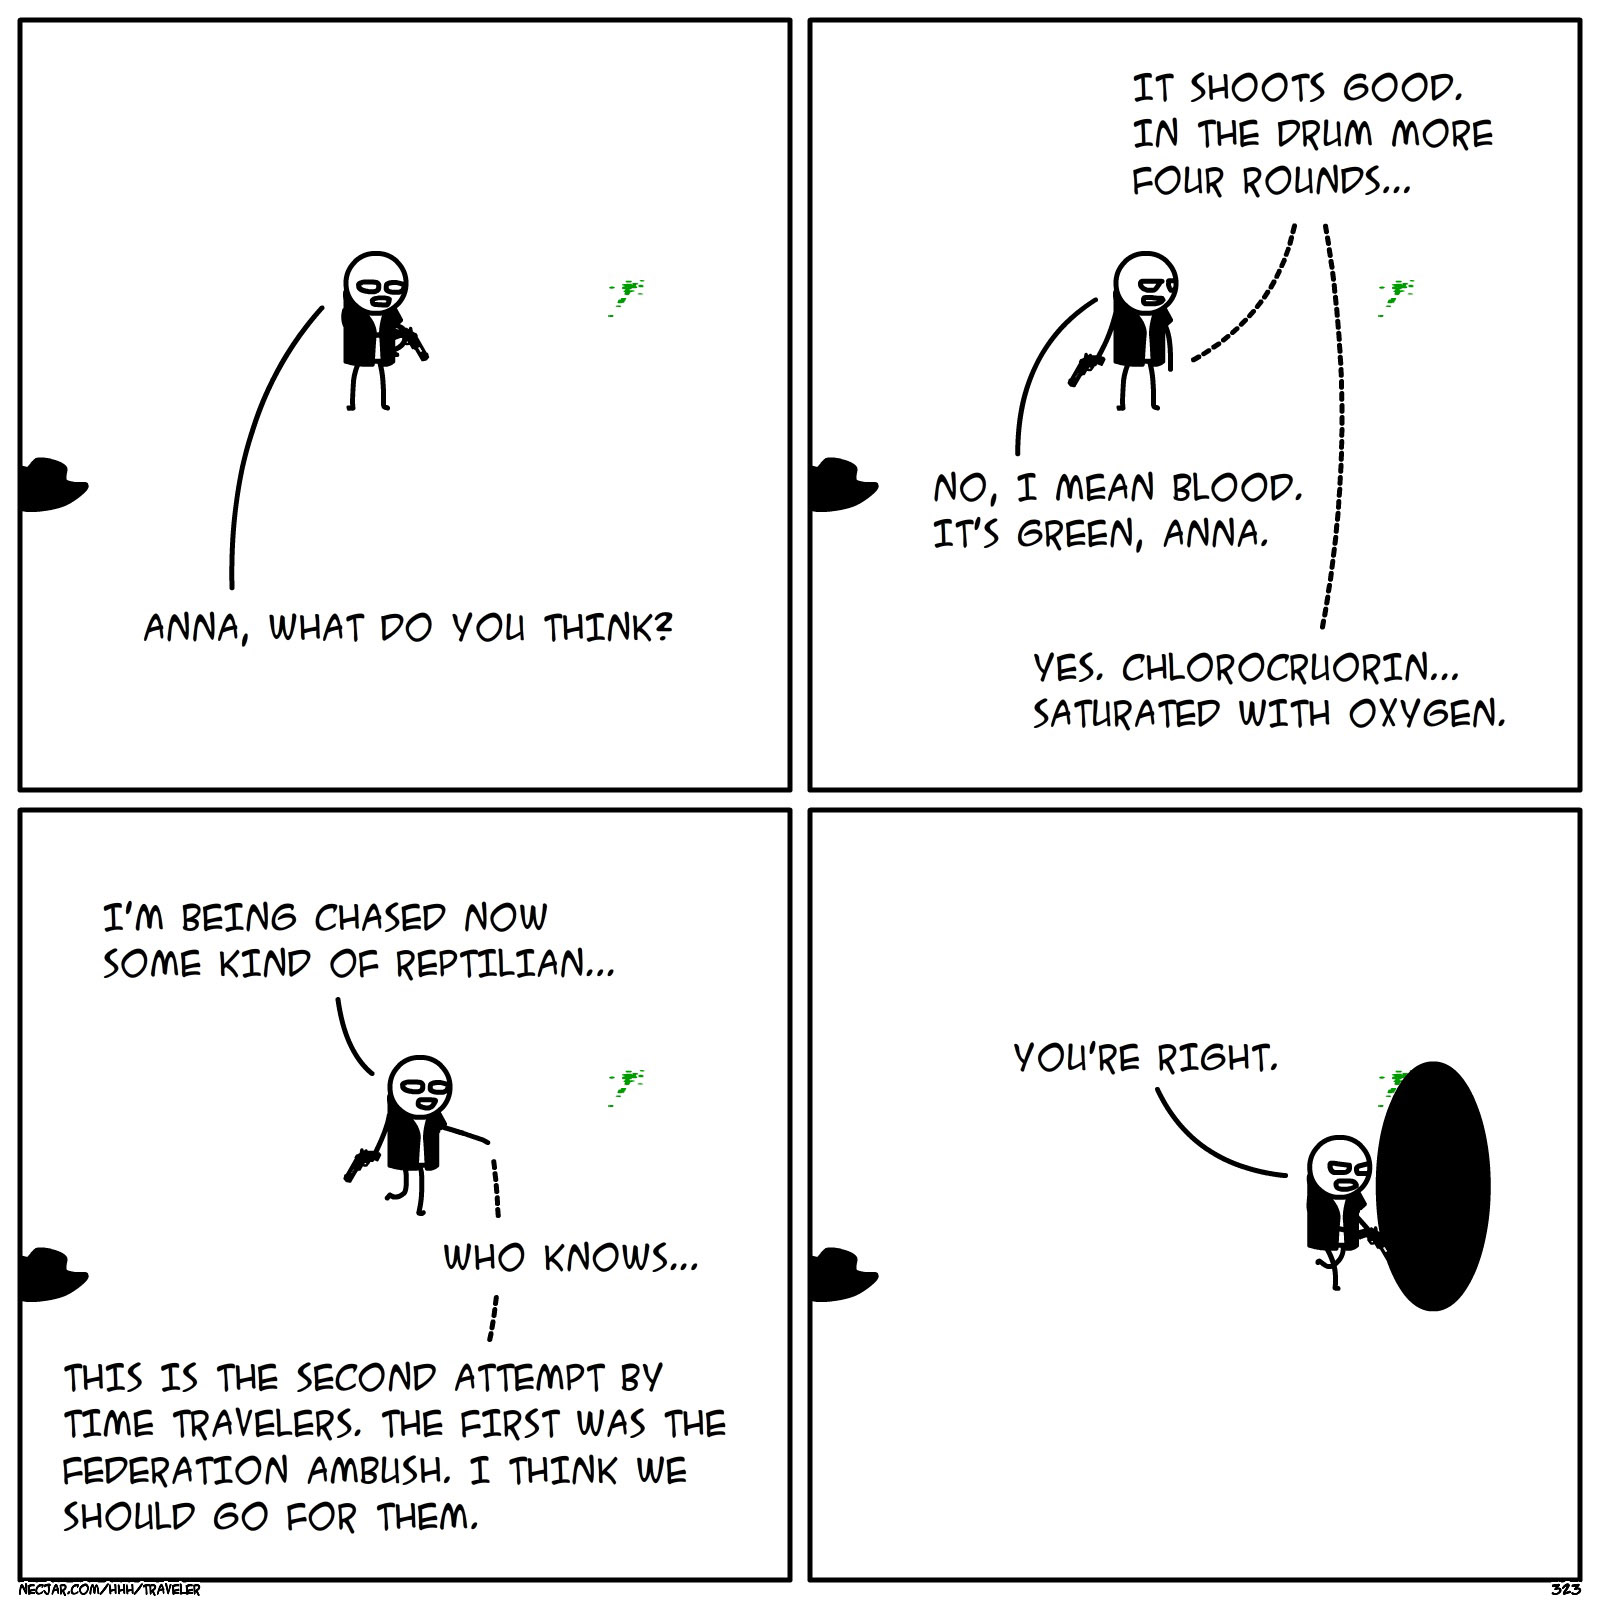 ANNA, WHAT DO YOU THINK?
IT SHOOTS GOOD.
IN THE DRUM MORE
FOUR ROUNDS...
NO, I MEAN BLOOD.
IT'S GREEN, ANNA.
YES. CHLOROCRUORIN...
SATURATED WITH OXYGEN.
I'M BEING CHASED NOW
SOME KIND OF REPTILIAN...
WHO KNOWS...
THIS IS THE SECOND ATTEMPT BY
TIME TRAVELERS. THE FIRST WAS THE
FEDERATION AMBUSH. I THINK WE
SHOULD GO FOR THEM.
YOU'RE RIGHT.
NECJAR.COM/HHH/TRAVELER
323